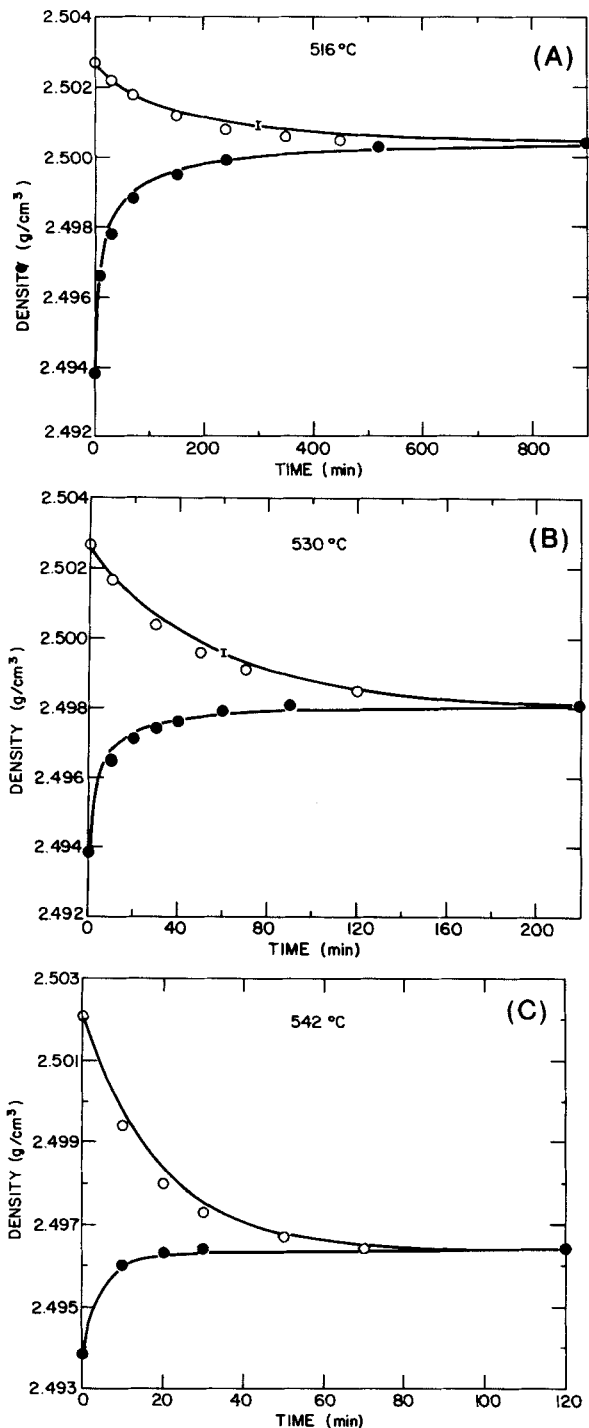 (A)
516 °C
2.504
2.502
2.500
2.498
2.496
2.494
2.492
DENSITY (g/cm³)
0 200 400 600 800
TIME (min)
(B)
530 °C
2.504
2.502
2.500
2.498
2.496
2.494
2.492
DENSITY (g/cm³)
0 40 80 120 160 200
TIME (min)
(C)
542 °C
2.503
2.501
2.499
2.497
2.495
2.493
DENSITY (g/cm³)
0 20 40 60 80 100 120
TIME (min)